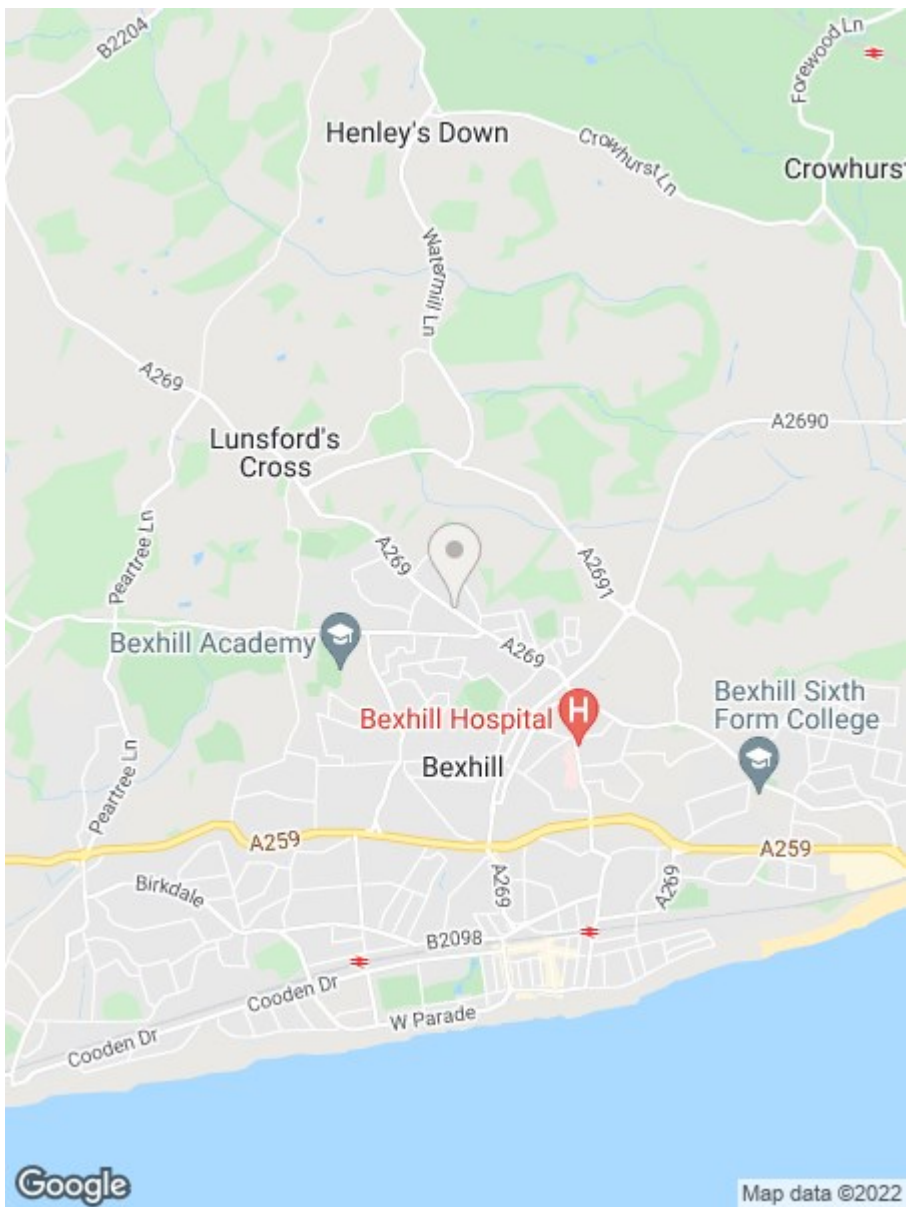 B2204
Forewood Ln
Henley's Down
Crowhurst Ln
Crowhurst
Watermill Ln
A269
A2690
Lunsford's
Cross
Peartree Ln
A269
A2691
Bexhill Academy
A269
Bexhill Sixth
Form College
Bexhill Hospital
H
Bexhill
Peartree Ln
A259
A259
Birkdale
A269
A269
B2098
Cooden Dr
W Parade
Cooden Dr
Google
Map data ©2022